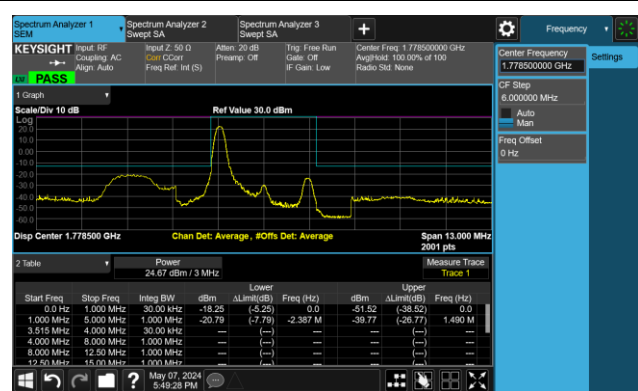 Spectrum Analyzer 1
SEM
Spectrum Analyzer 2
Swept SA
Spectrum Analyzer 3
Swept SA
Frequency
KEYSIGHT
Input: RF
Coupling: AC
Align: Auto
Input Z: 50 Ω
Corr CCorr
Freq Ref: Int (S)
Atten: 20 dB
Preamp: Off
Trig: Free Run
Gate: Off
IF Gain: Low
Center Freq: 1.778500000 GHz
Avg|Hold: 100.00% of 100
Radio Std: None
LW PASS
Center Frequency
1.778500000 GHz
Settings
CF Step
6.000000 MHz
Auto
Man
Freq Offset
0 Hz
1 Graph
Scale/Div 10 dB
Ref Value 30.0 dBm
Log
20.0
10.0
0.00
-10.0
-20.0
-30.0
-40.0
-50.0
-60.0
Disp Center 1.778500 GHz
Chan Det: Average, #Offs Det: Average
Span 13.000 MHz
2001 pts
2 Table
Power
24.67 dBm / 3 MHz
Measure Trace
Trace 1
Lower Upper
Start Freq Stop Freq Integ BW dBm ΔLimit(dB) Freq (Hz) dBm ΔLimit(dB) Freq (Hz)
0.0 Hz 1.000 MHz 30.00 kHz -18.25 (-5.25) 0.0 -51.52 (-38.52) 0.0
1.000 MHz 5.000 MHz 1.000 MHz -20.79 (-7.79) -2.387 M -39.77 (-26.77) 1.490 M
3.515 MHz 4.000 MHz 30.00 kHz --- (---) --- (---)
4.000 MHz 8.000 MHz 1.000 MHz --- (---) --- (---)
8.000 MHz 12.50 MHz 1.000 MHz --- (---) --- (---)
12.50 MHz 15.00 MHz 1.000 MHz --- (---) --- (---)
?
May 07, 2024
5:49:28 PM